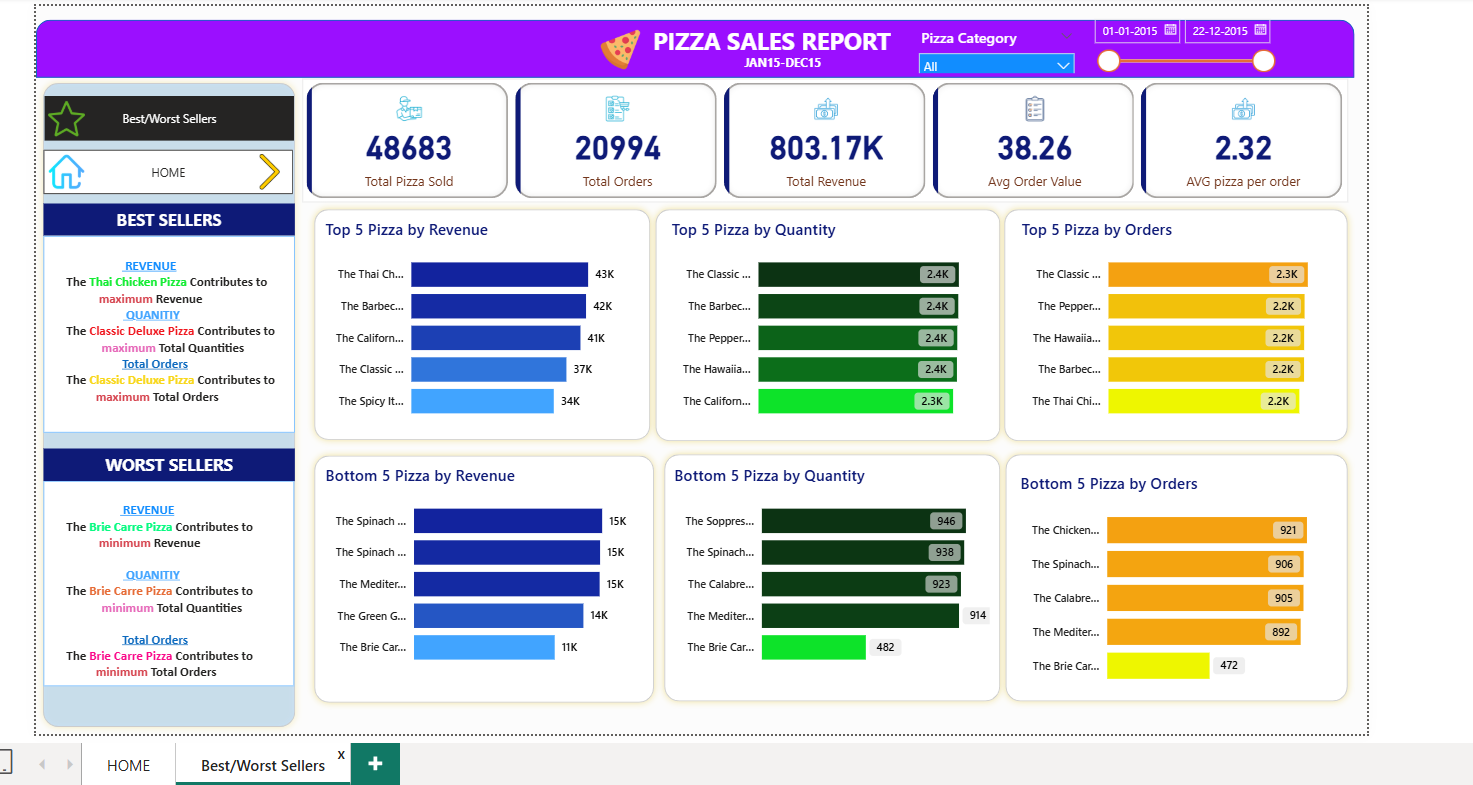 PIZZA SALES REPORT
JAN15-DEC15
Pizza Category
All
01-01-2015
22-12-2015
Best/Worst Sellers
HOME
48683
Total Pizza Sold
20994
Total Orders
803.17K
Total Revenue
38.26
Avg Order Value
2.32
AVG pizza per order
BEST SELLERS
REVENUE
The Thai Chicken Pizza Contributes to
maximum Revenue
QUANITIY
The Classic Deluxe Pizza Contributes to
maximum Total Quantities
Total Orders
The Classic Deluxe Pizza Contributes to
maximum Total Orders
WORST SELLERS
REVENUE
The Brie Carre Pizza Contributes to
minimum Revenue
QUANITIY
The Brie Carre Pizza Contributes to
minimum Total Quantities
Total Orders
The Brie Carre Pizza Contributes to
minimum Total Orders
Top 5 Pizza by Revenue
The Thai Ch... 43K
The Barbec... 42K
The Californ... 41K
The Classic ... 37K
The Spicy It... 34K
Top 5 Pizza by Quantity
The Classic ... 2.4K
The Barbec... 2.4K
The Pepper... 2.4K
The Hawaiia... 2.4K
The Californ... 2.3K
Top 5 Pizza by Orders
The Classic ... 2.3K
The Pepper... 2.2K
The Hawaiia... 2.2K
The Barbec... 2.2K
The Thai Chi... 2.2K
Bottom 5 Pizza by Revenue
The Spinach ... 15K
The Spinach ... 15K
The Mediter... 15K
The Green G... 14K
The Brie Car... 11K
Bottom 5 Pizza by Quantity
The Soppres... 946
The Spinach... 938
The Calabre... 923
The Mediter... 914
The Brie Car... 482
Bottom 5 Pizza by Orders
The Chicken... 921
The Spinach... 906
The Calabre... 905
The Mediter... 892
The Brie Car... 472
HOME
Best/Worst Sellers
x
+